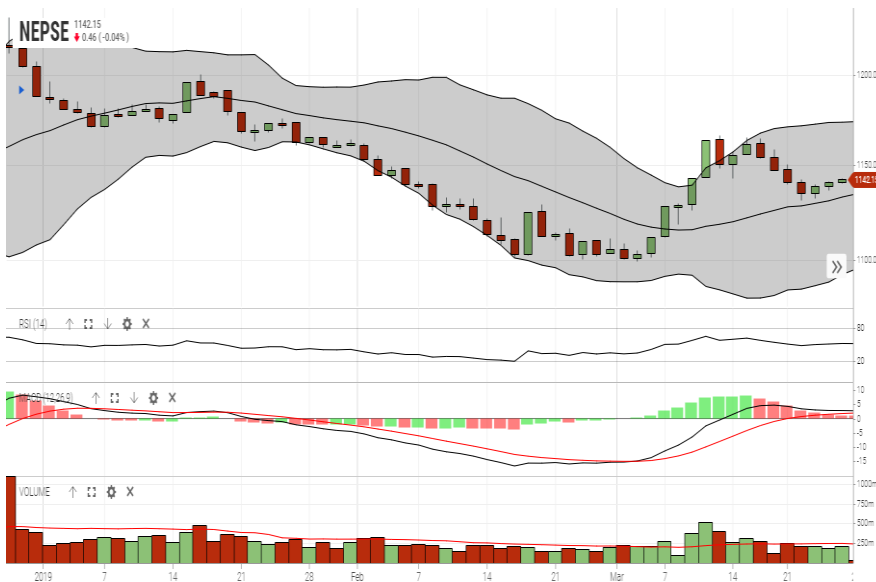 NEPSE 1142.15
0.46 (-0.04%)
1200.0
1150.0
1142.15
1100.0
RSI (14)
80
20
MACD (12,26,9)
10
5
0
-5
-10
-15
VOLUME
1000m
750m
500m
250m
2019 7 14 21 28 Feb 7 14 21 Mar 7 14 21